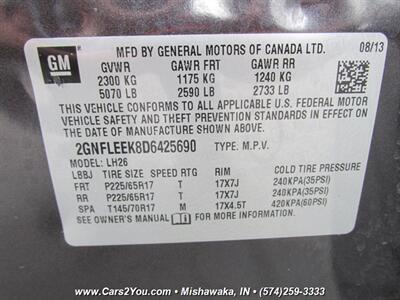 GM
MFD BY GENERAL MOTORS OF CANADA LTD. 08/13
GVWR GAWR FRT GAWR RR
2300 KG 1175 KG 1240 KG
5070 LB 2590 LB 2733 LB
THIS VEHICLE CONFORMS TO ALL APPLICABLE U.S. FEDERAL MOTOR
VEHICLE SAFETY AND THEFT PREVENTION STANDARDS IN
EFFECT ON THE DATE OF MANUFACTURE SHOWN ABOVE.
2GNFLEEK8D6425690 TYPE: M.P.V.
MODEL: LH26
LBBJ TIRE SIZE SPEED RTG RIM COLD TIRE PRESSURE
FRT P225/65R17 T 17X7J 240KPA(35PSI)
RR P225/65R17 T 17X7J 240KPA(35PSI)
SPA T145/70R17 M 17X4.5T 420KPA(60PSI)
SEE OWNER'S MANUAL FOR MORE INFORMATION.
www.Cars2You.com - Mishawaka, IN - (574)259-3333